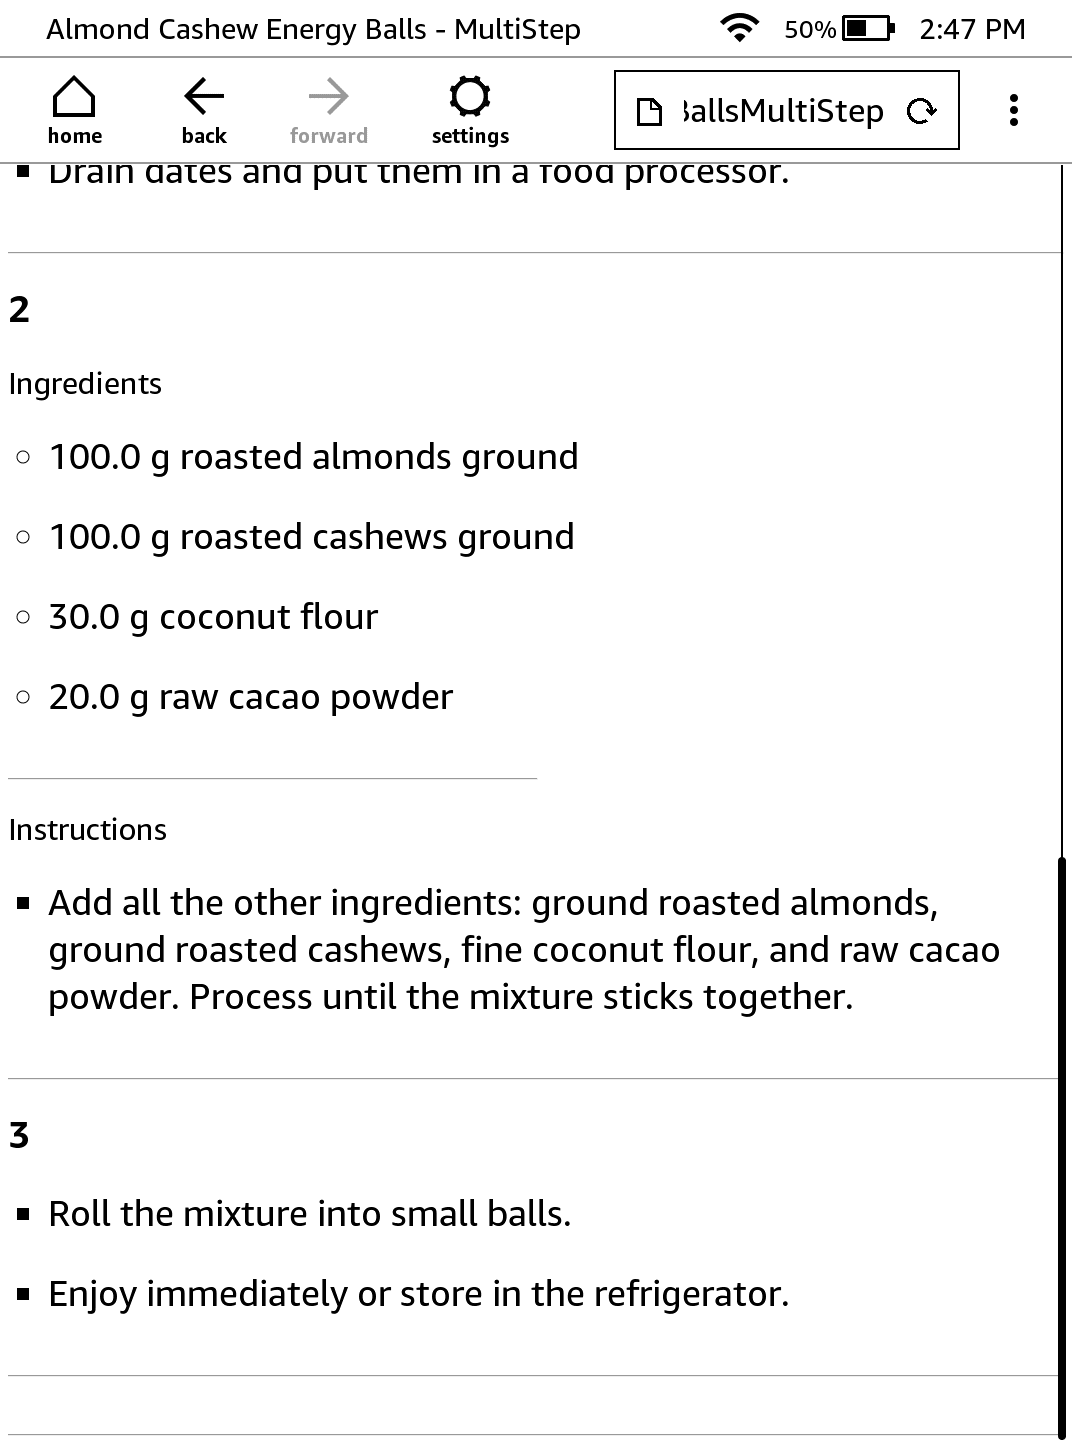 Almond Cashew Energy Balls - MultiStep 50% 2:47 PM
home back forward settings BallsMultiStep
Drain dates and put them in a food processor.
2
Ingredients
100.0 g roasted almonds ground
100.0 g roasted cashews ground
30.0 g coconut flour
20.0 g raw cacao powder
Instructions
Add all the other ingredients: ground roasted almonds,
ground roasted cashews, fine coconut flour, and raw cacao
powder. Process until the mixture sticks together.
3
Roll the mixture into small balls.
Enjoy immediately or store in the refrigerator.